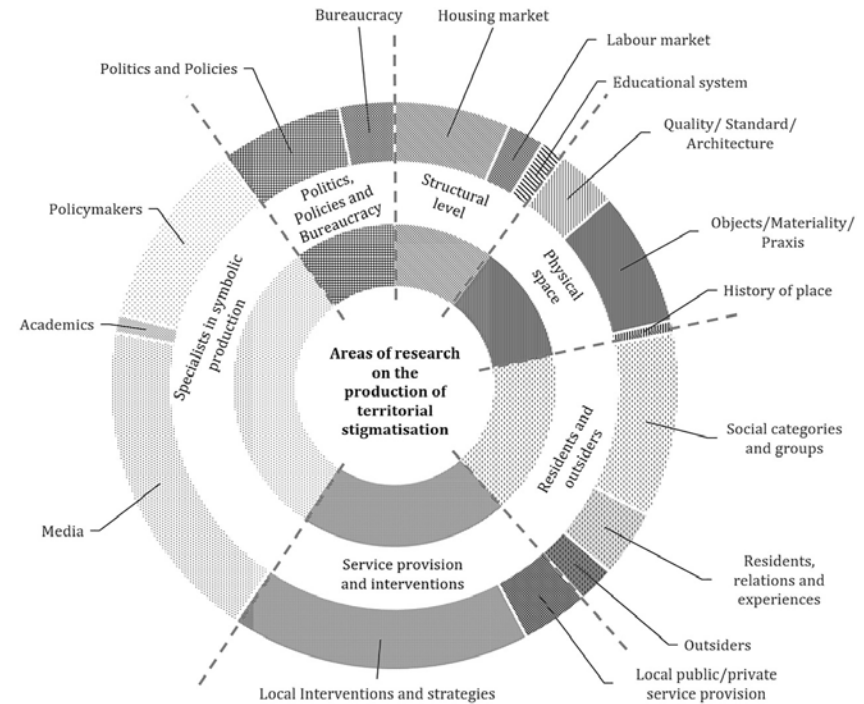 Bureaucracy
Housing market
Labour market
Educational system
Quality/ Standard/
Architecture
Objects/Materiality/
Praxis
History of place
Social categories
and groups
Residents,
relations and
experiences
Outsiders
Local public/private
service provision
Local Interventions and strategies
Media
Academics
Policymakers
Politics and Policies
Politics,
Policies and
Bureaucracy
Structural
level
Physical
space
Residents and
outsiders
Service provision
and interventions
Specialists in symbolic
production
Areas of research
on the
production of
territorial
stigmatisation